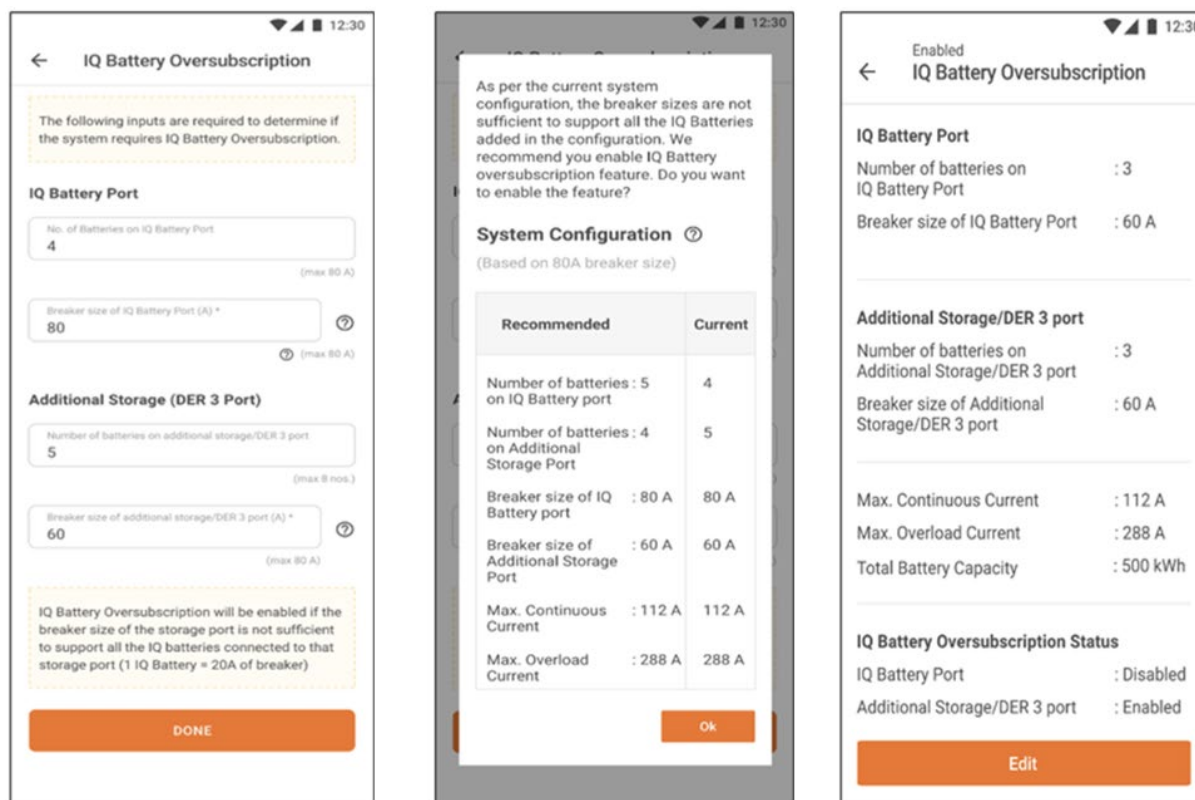 12:30
IQ Battery Oversubscription
The following inputs are required to determine if
the system requires IQ Battery Oversubscription.
IQ Battery Port
No. of Batteries on IQ Battery Port
4
(max 80 A)
Breaker size of IQ Battery Port (A) *
80
(max 80 A)
Additional Storage (DER 3 Port)
Number of batteries on additional storage/DER 3 port
5
(max 8 nos.)
Breaker size of additional storage/DER 3 port (A) *
60
(max 80 A)
IQ Battery Oversubscription will be enabled if the
breaker size of the storage port is not sufficient
to support all the IQ batteries connected to that
storage port (1 IQ Battery = 20A of breaker)
DONE
12:30
As per the current system
configuration, the breaker sizes are not
sufficient to support all the IQ Batteries
added in the configuration. We
recommend you enable IQ Battery
oversubscription feature. Do you want
to enable the feature?
System Configuration
(Based on 80A breaker size)
Recommended Current
Number of batteries : 5 4
on IQ Battery port
Number of batteries : 4 5
on Additional
Storage Port
Breaker size of IQ : 80 A 80 A
Battery port
Breaker size of : 60 A 60 A
Additional Storage
Port
Max. Continuous : 112 A 112 A
Current
Max. Overload : 288 A 288 A
Current
Ok
12:30
Enabled
IQ Battery Oversubscription
IQ Battery Port
Number of batteries on : 3
IQ Battery Port
Breaker size of IQ Battery Port : 60 A
Additional Storage/DER 3 port
Number of batteries on : 3
Additional Storage/DER 3 port
Breaker size of Additional : 60 A
Storage/DER 3 port
Max. Continuous Current : 112 A
Max. Overload Current : 288 A
Total Battery Capacity : 500 kWh
IQ Battery Oversubscription Status
IQ Battery Port : Disabled
Additional Storage/DER 3 port : Enabled
Edit